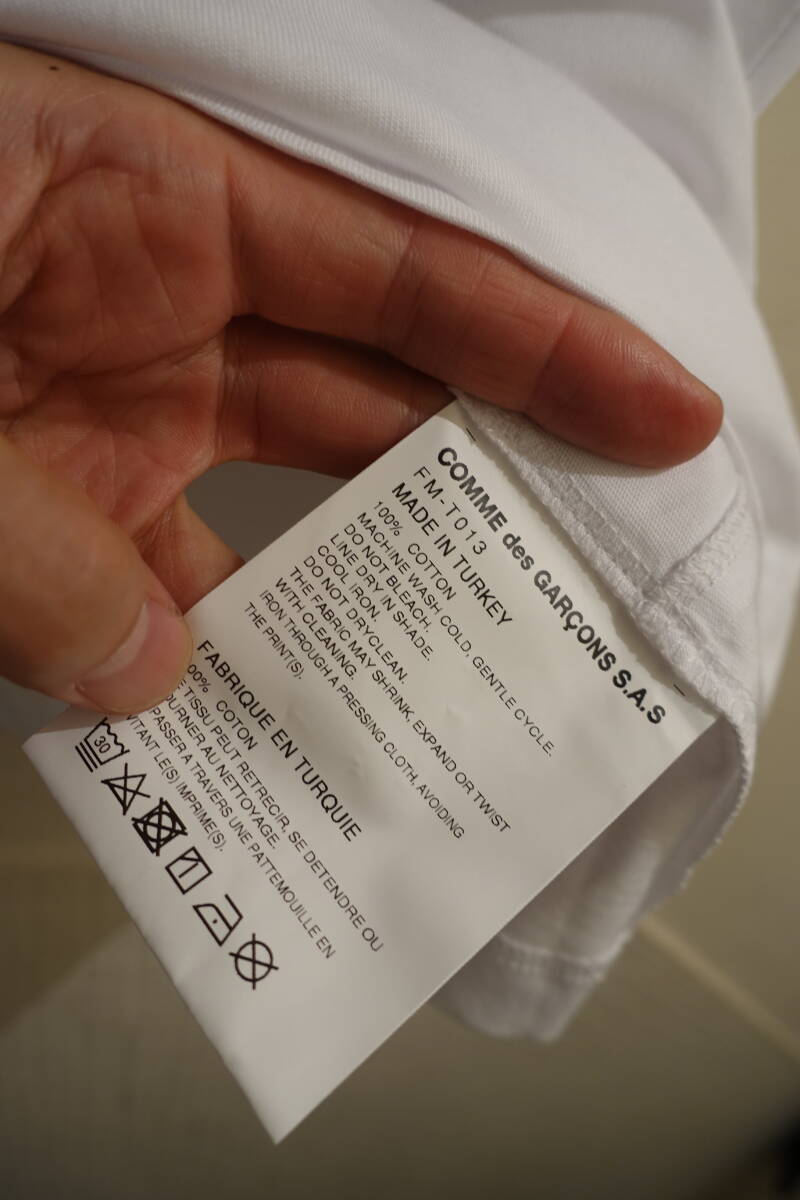 COMME des GARÇONS S.A.S
FM-T013
MADE IN TURKEY
100% COTTON
MACHINE WASH COLD, GENTLE CYCLE.
DO NOT BLEACH.
LINE DRY IN SHADE.
COOL IRON.
DO NOT DRYCLEAN.
THE FABRIC MAY SHRINK, EXPAND OR TWIST
WITH CLEANING.
IRON THROUGH A PRESSING CLOTH, AVOIDING
THE PRINT(S).
FABRIQUE EN TURQUIE
COTON
TISSU PEUT RETRECIR, SE DETENDRE OU
AU NETTOYAGE.
PASSER A TRAVERS UNE PATTEMOUILLE EN
LE(S) IMPRIME(S).
30